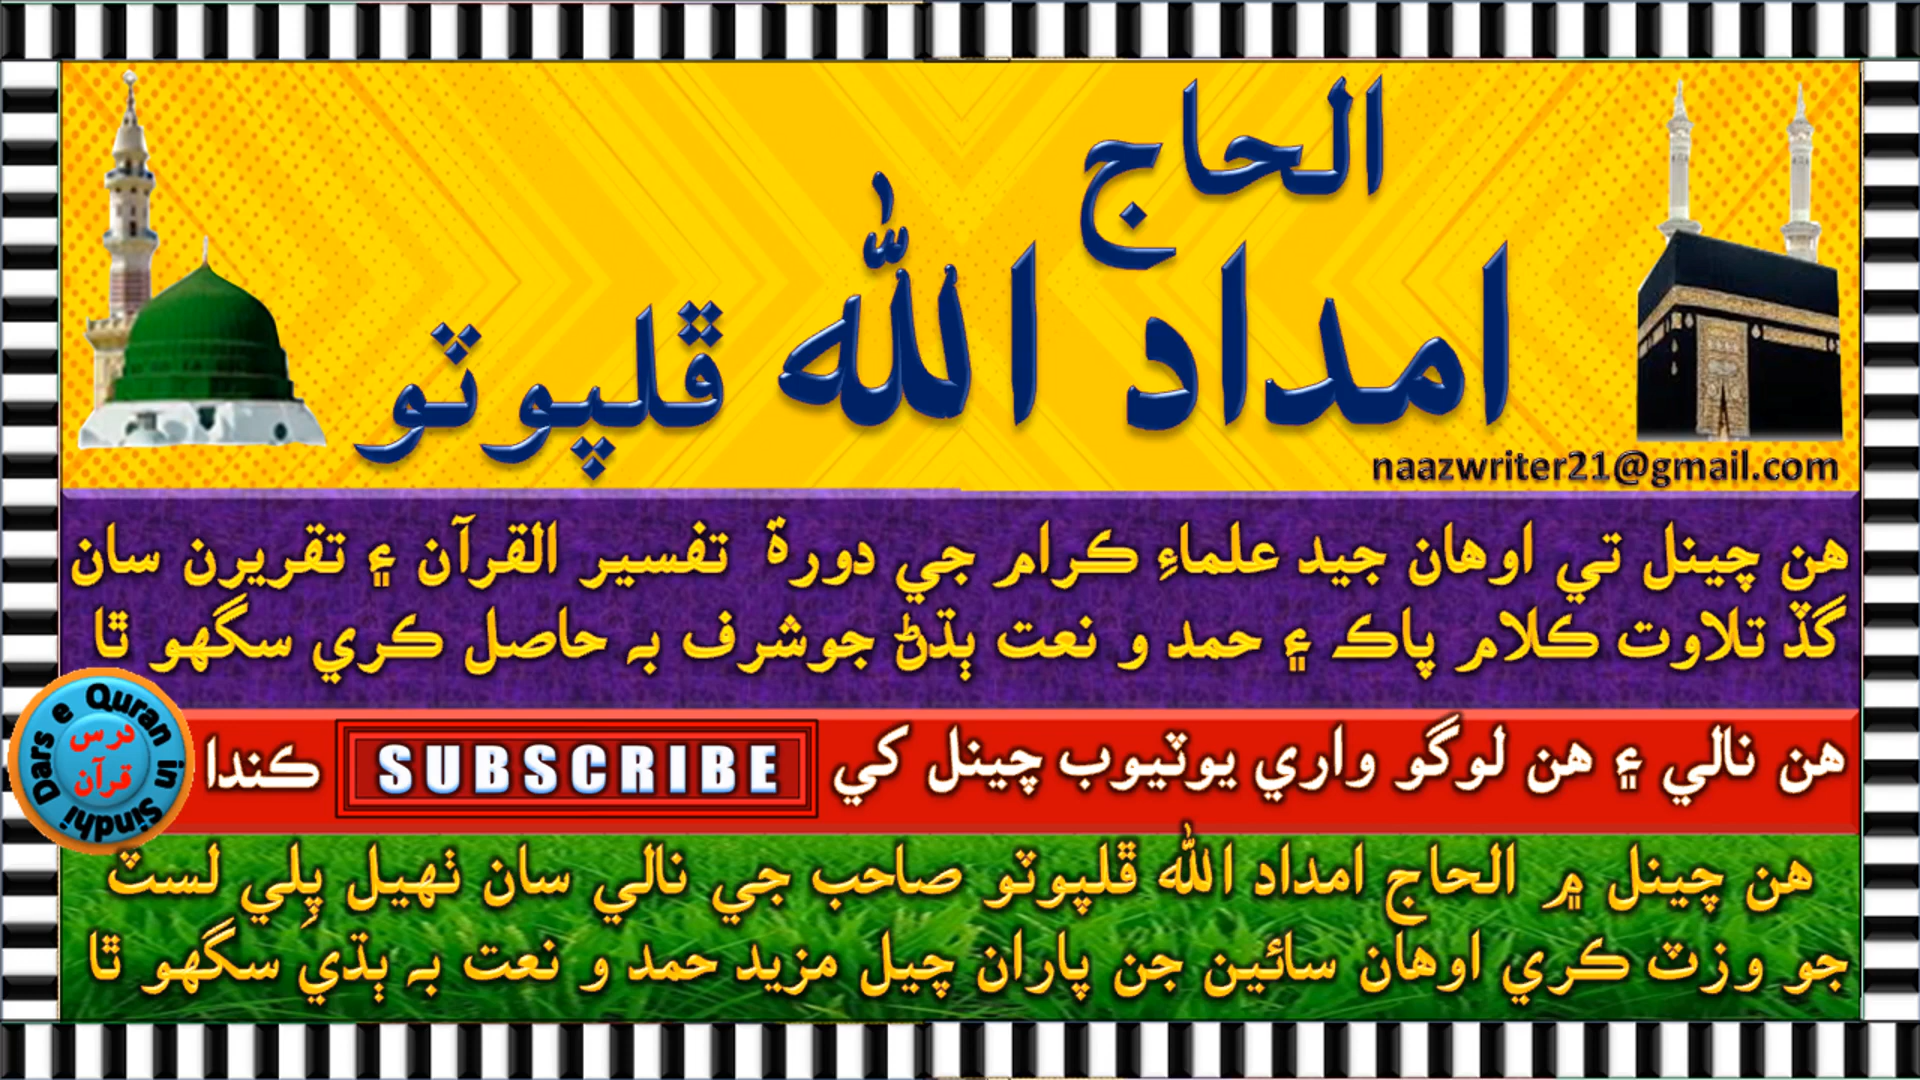 الحاج
امداد الله ڦلپوٽو
naazwriter21@gmail.com
هن چينل تي اوهان جيد علماءِ ڪرام جي دورة تفسير القرآن ۽ تقريرن سان
گڏ تلاوت ڪلام پاڪ ۽ حمد و نعت ٻڌڻ جوشرف به حاصل ڪري سگهو ٿا
هن نالي ۽ هن لوگو واري يوٽيوب چينل کي SUBSCRIBE ڪندا
Dars e Quran in Sindhi
درس
قرآن
هن چينل ۾ الحاج امداد الله ڦلپوٽو صاحب جي نالي سان ٺهيل پِلي لسٽ
جو وزٽ ڪري اوهان سائين جن پاران چيل مزيد حمد و نعت به ٻڌي سگهو ٿا